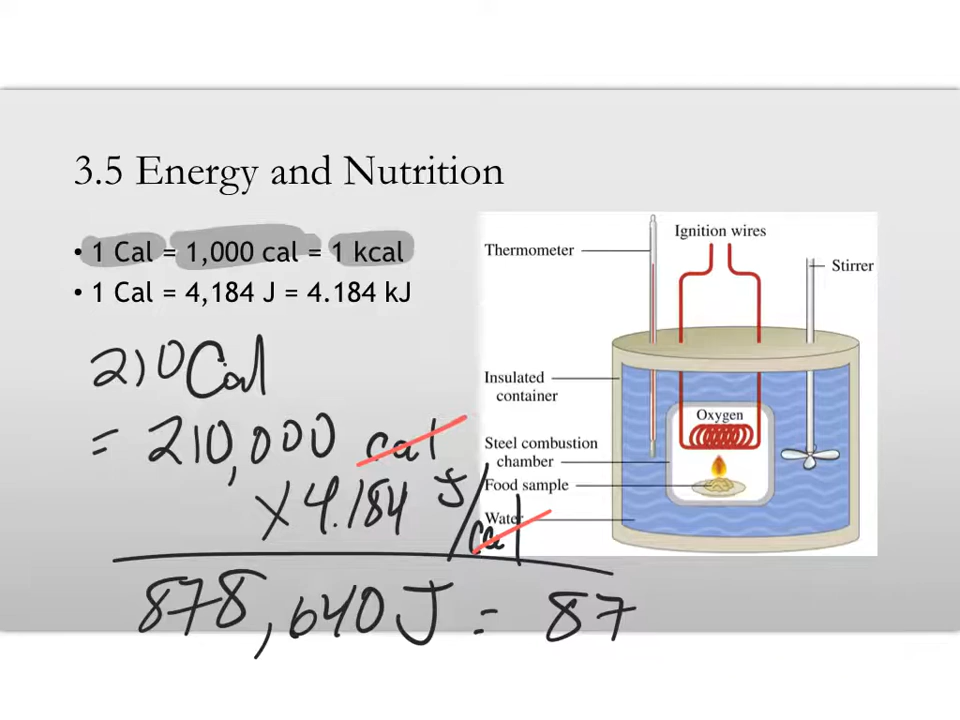 3.5 Energy and Nutrition
• 1 Cal = 1,000 cal = 1 kcal
• 1 Cal = 4,184 J = 4.184 kJ
210 Cal
= 210,000 cal
X 4.184 J/cal
878,640 J = 87
Thermometer
Ignition wires
Stirrer
Insulated
container
Oxygen
Steel combustion
chamber
Food sample
Water